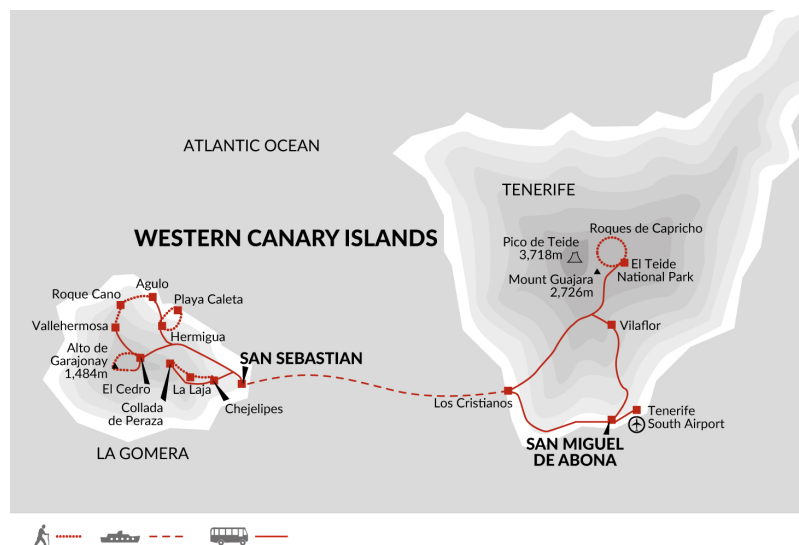 ATLANTIC OCEAN
TENERIFE
WESTERN CANARY ISLANDS
Roques de Capricho
Pico de Teide
3,718m
El Teide
National Park
Mount Guajara
2,726m
Agulo
Roque Cano
Playa Caleta
Vallehermosa
Hermigua
Vilaflor
Alto de
Garajonay
1,484m
SAN SEBASTIAN
El Cedro
La Laja
Collada
de Peraza
Chejelipes
Los Cristianos
Tenerife
South Airport
SAN MIGUEL
DE ABONA
LA GOMERA